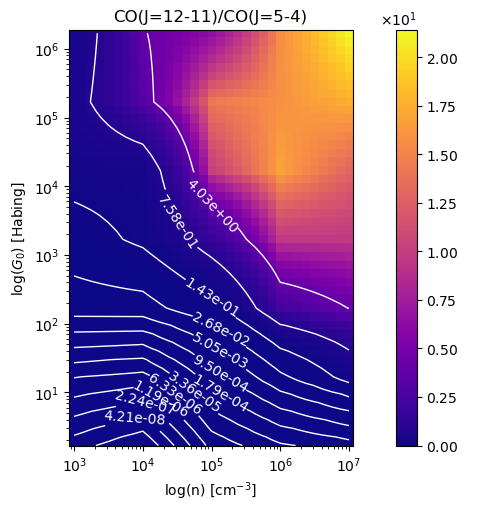 CO(J=12-11)/CO(J=5-4)
×10¹
10⁶
10⁵
10⁴
10³
10²
10¹
log(G₀) [Habing]
4.03e+00
7.58e-01
1.43e-01
2.68e-02
5.05e-03
9.50e-04
1.79e-04
3.36e-05
6.33e-06
1.19e-06
2.24e-07
4.21e-08
10³
10⁴
10⁵
10⁶
10⁷
log(n) [cm⁻³]
2.00
1.75
1.50
1.25
1.00
0.75
0.50
0.25
0.00